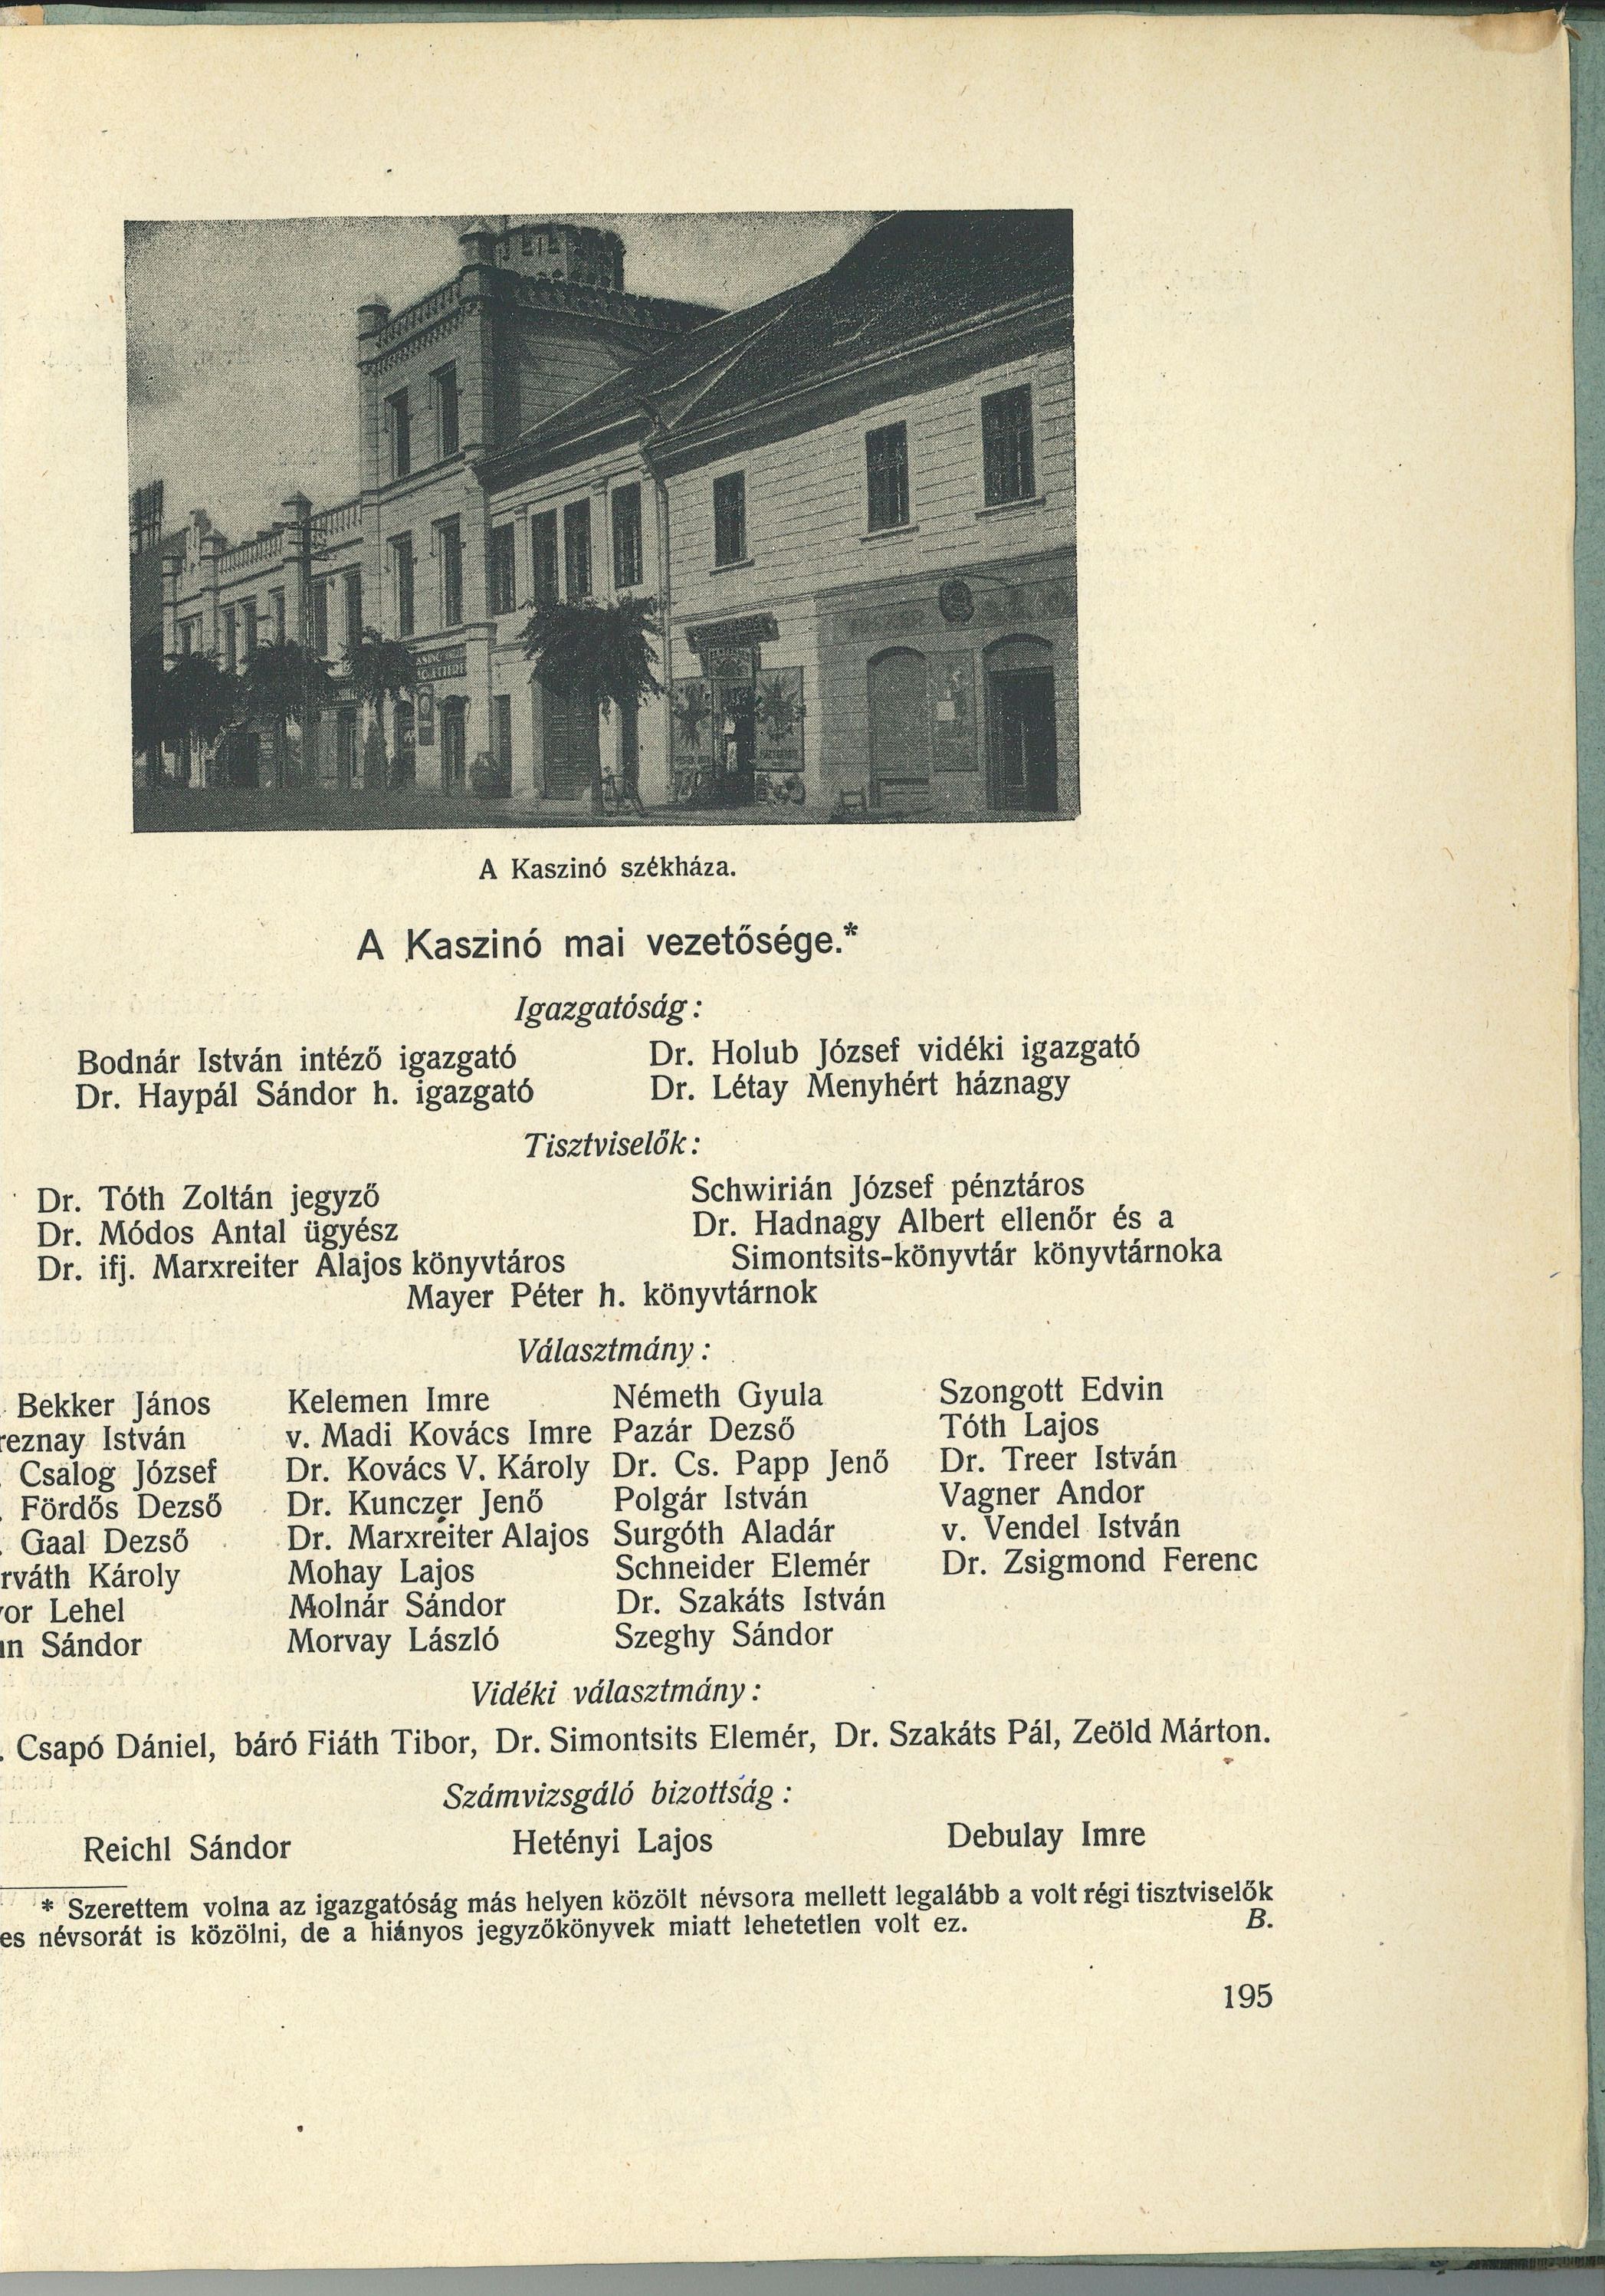 A Kaszinó székháza.
A Kaszinó mai vezetősége.*
Igazgatóság:
Bodnár István intéző igazgató
Dr. Haypál Sándor h. igazgató
Dr. Holub József vidéki igazgató
Dr. Létay Menyhért háznagy
Tisztviselők:
Dr. Tóth Zoltán jegyző
Dr. Módos Antal ügyész
Dr. ifj. Marxreiter Alajos könyvtáros
Schwirián József pénztáros
Dr. Hadnagy Albert ellenőr és a
Simontsits-könyvtár könyvtárnoka
Mayer Péter h. könyvtárnok
Választmány:
Bekker János
reznay István
. Csalog József
. Fördős Dezső
. Gaal Dezső
rváth Károly
vor Lehel
nn Sándor
Kelemen Imre
v. Madi Kovács Imre
Dr. Kovács V. Károly
Dr. Kunczer Jenő
Dr. Marxreiter Alajos
Mohay Lajos
Molnár Sándor
Morvay László
Németh Gyula
Pazár Dezső
Dr. Cs. Papp Jenő
Polgár István
Surgóth Aladár
Schneider Elemér
Dr. Szakáts István
Szeghy Sándor
Szongott Edvin
Tóth Lajos
Dr. Treer István
Vagner Andor
v. Vendel István
Dr. Zsigmond Ferenc
Vidéki választmány:
. Csapó Dániel, báró Fiáth Tibor, Dr. Simontsits Elemér, Dr. Szakáts Pál, Zeöld Márton.
Számvizsgáló bizottság:
Reichl Sándor
Hetényi Lajos
Debulay Imre
* Szerettem volna az igazgatóság más helyen közölt névsora mellett legalább a volt régi tisztviselők
es névsorát is közölni, de a hiányos jegyzőkönyvek miatt lehetetlen volt ez. B.
195